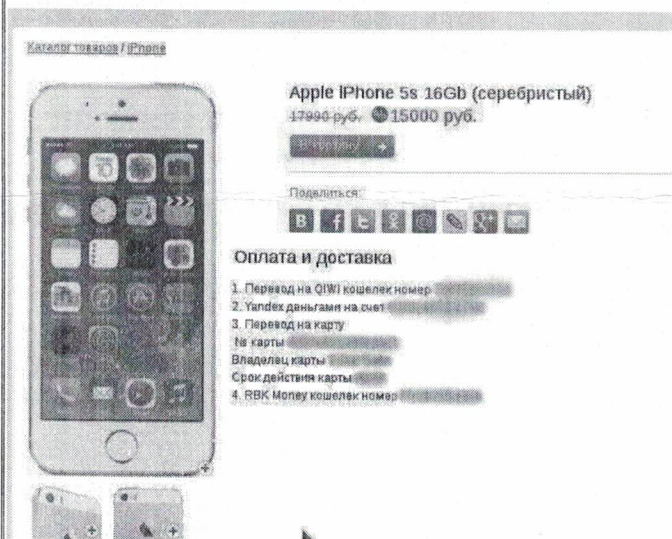 Каталог товаров / iPhone
Apple iPhone 5s 16Gb (серебристый)
17990 руб. 15000 руб.
В корзину +
Поделиться:
Оплата и доставка
1. Перевод на QIWI кошелек номер
2. Yandex деньгами на счет
3. Перевод на карту
№ карты
Владелец карты
Срок действия карты
4. RBK Money кошелек номер